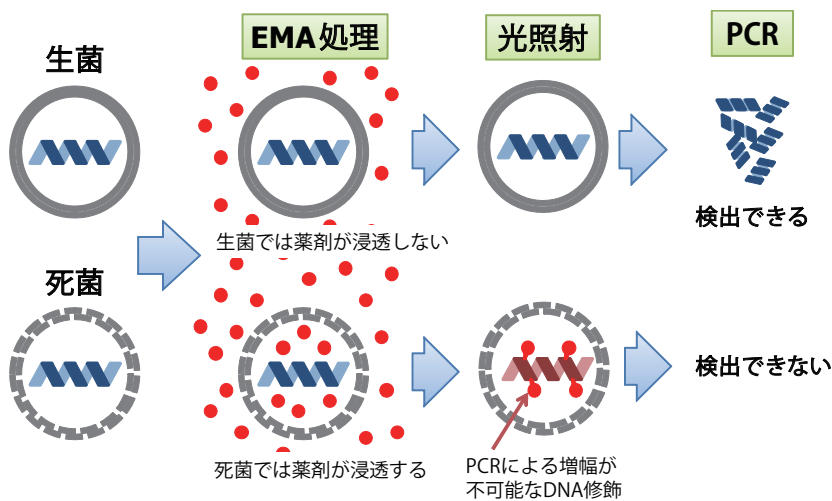 EMA処理
光照射
PCR
生菌
生菌では薬剤が浸透しない
検出できる
死菌
死菌では薬剤が浸透する
PCRによる増幅が
不可能なDNA修飾
検出できない